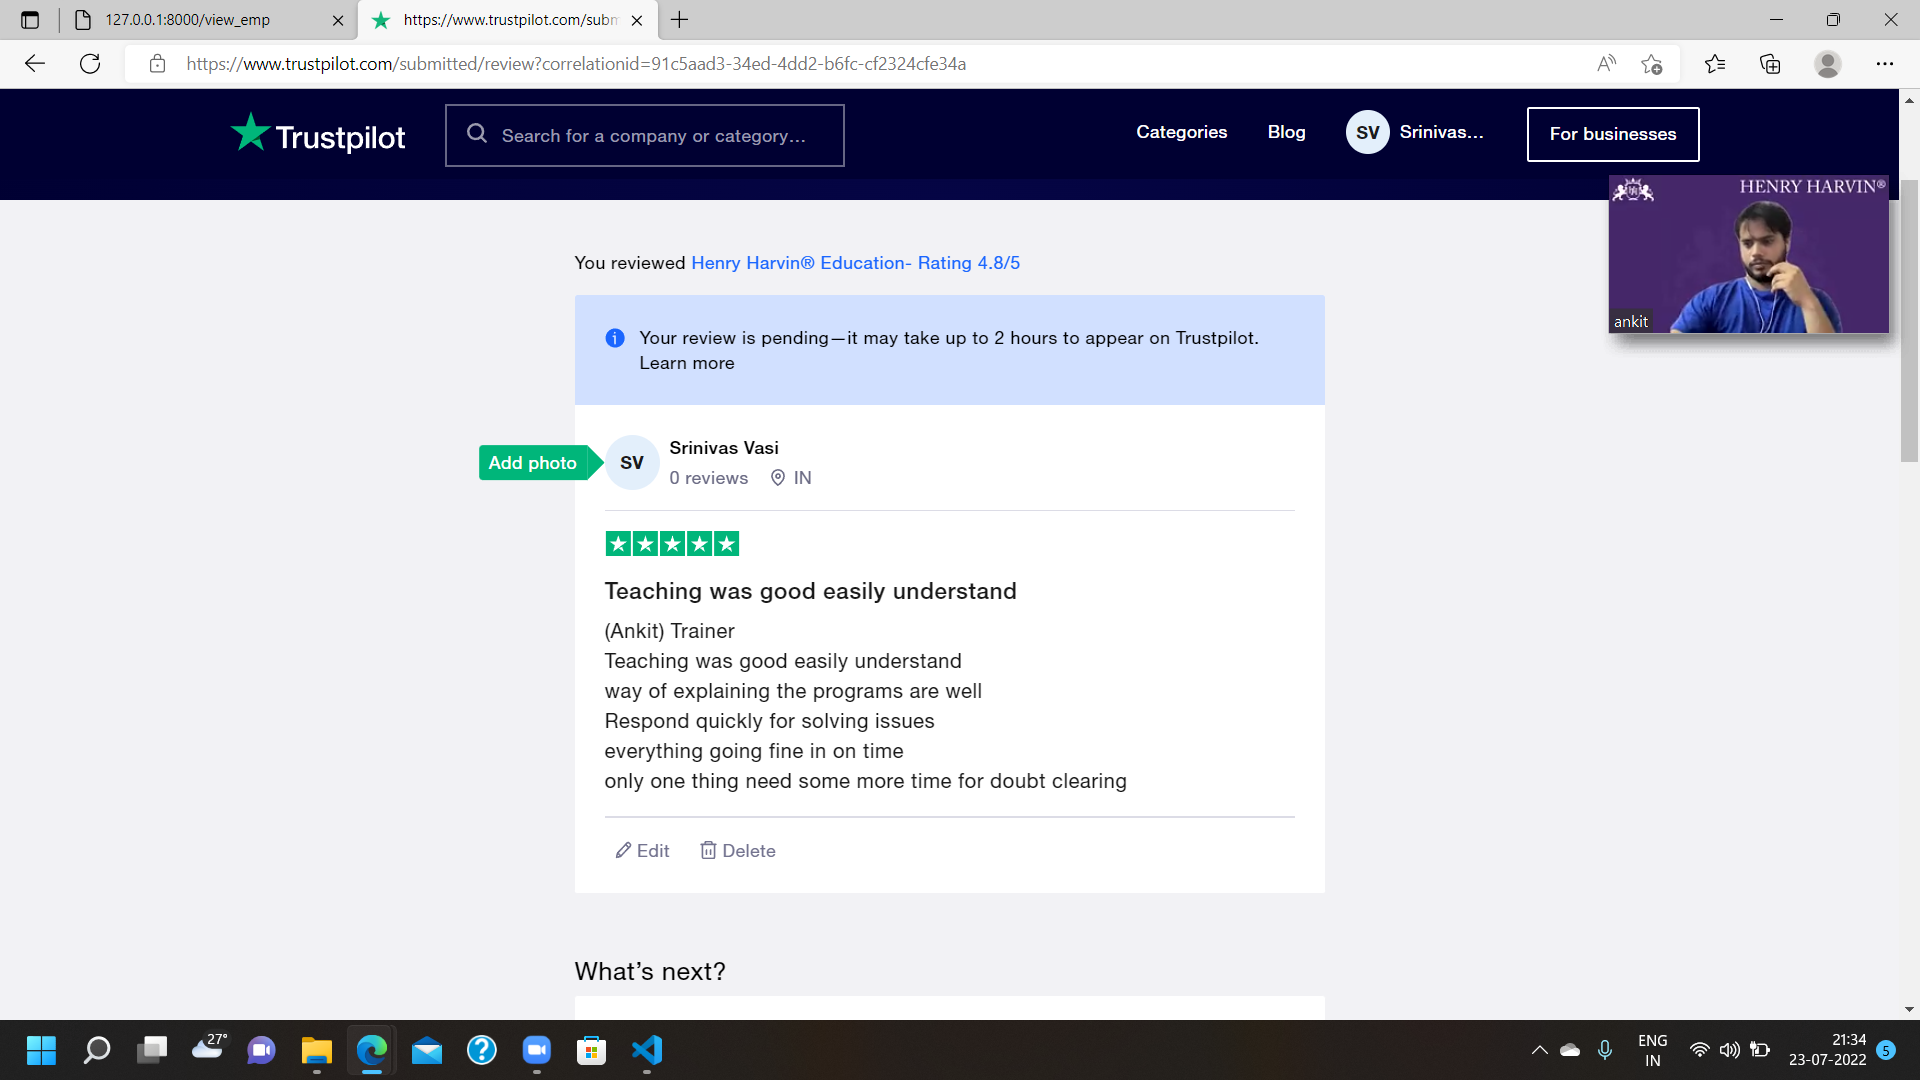 127.0.0.1:8000/view_emp
https://www.trustpilot.com/subm
https://www.trustpilot.com/submitted/review?correlationid=91c5aad3-34ed-4dd2-b6fc-cf2324cfe34a
Trustpilot
Search for a company or category...
Categories
Blog
SV
Srinivas...
For businesses
HENRY HARVIN®
ankit
You reviewed Henry Harvin® Education- Rating 4.8/5
Your review is pending—it may take up to 2 hours to appear on Trustpilot.
Learn more
Add photo
SV
Srinivas Vasi
0 reviews IN
Teaching was good easily understand
(Ankit) Trainer
Teaching was good easily understand
way of explaining the programs are well
Respond quickly for solving issues
everything going fine in on time
only one thing need some more time for doubt clearing
Edit
Delete
What’s next?
27°
ENG
IN
21:34
23-07-2022
5